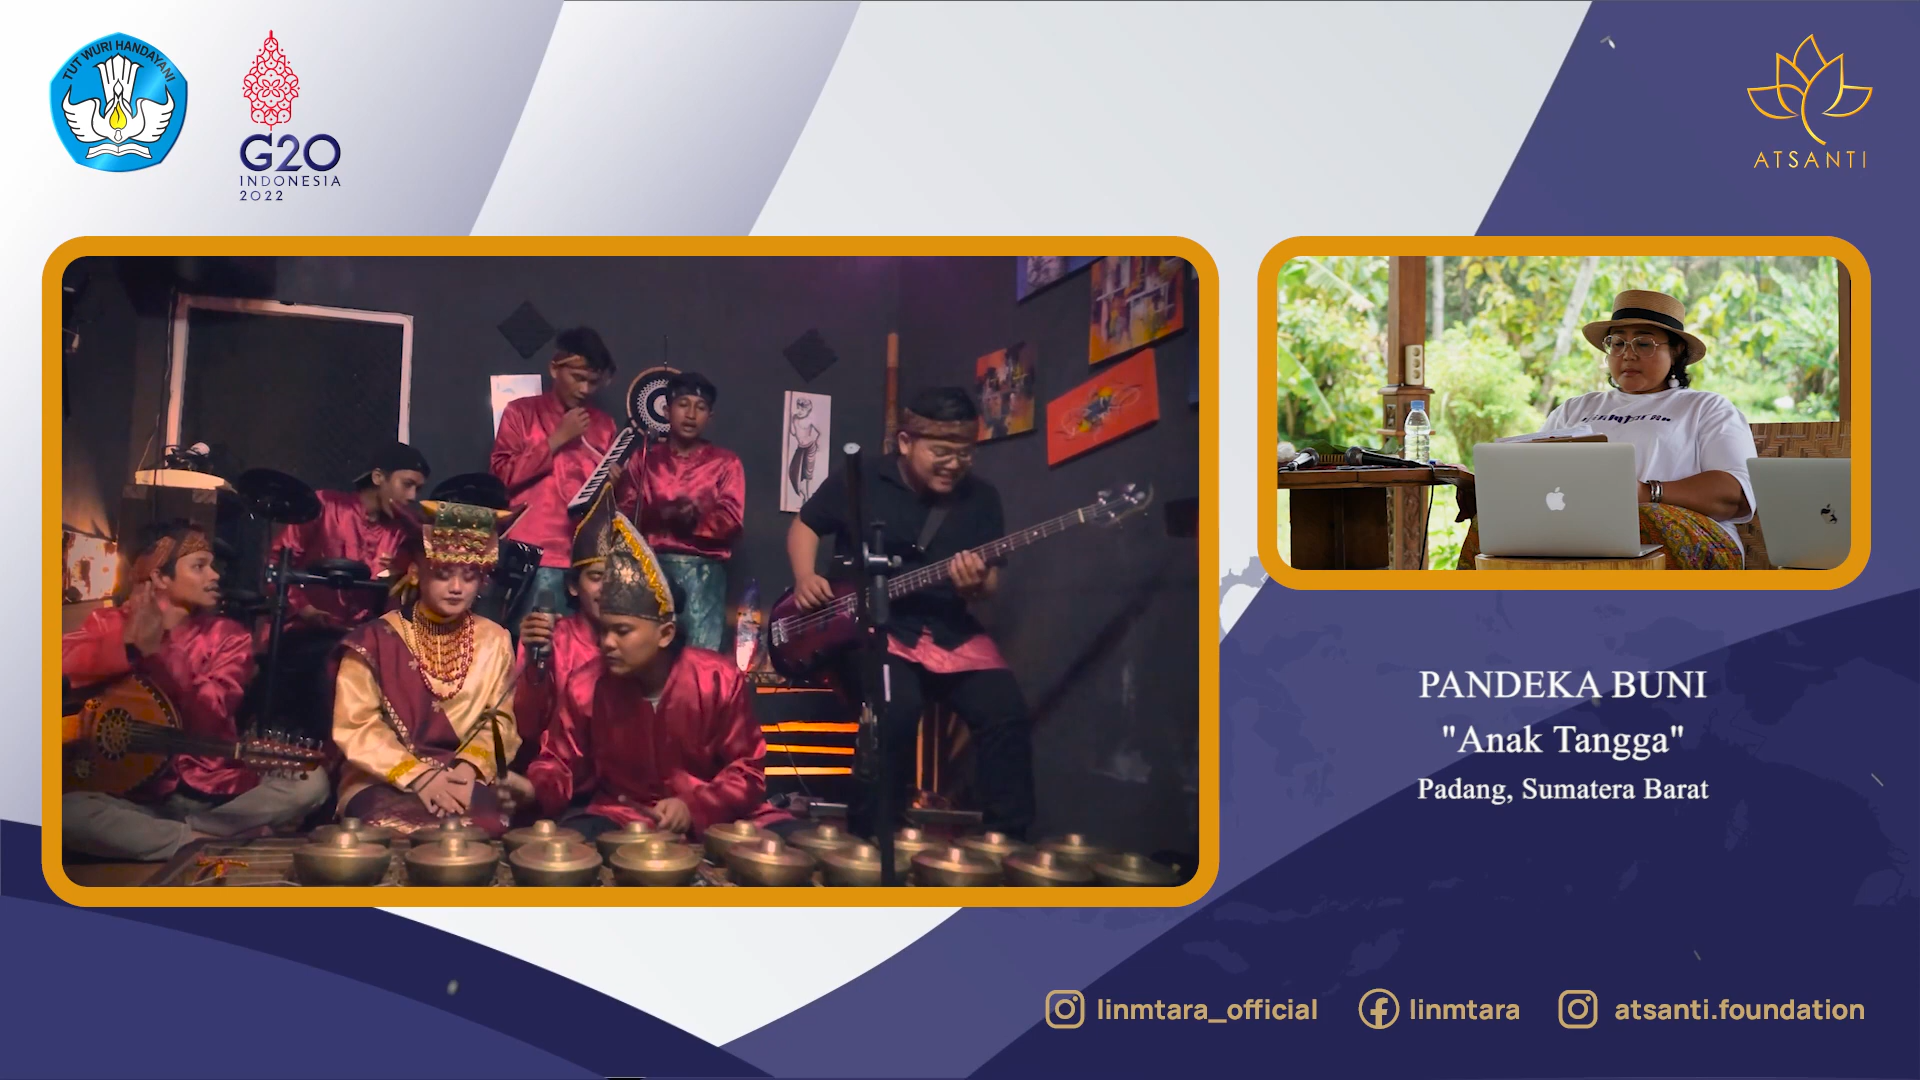 TUT WURI HANDAYANI
G20
INDONESIA
2022
ATSANTI
PANDEKA BUNI
"Anak Tangga"
Padang, Sumatera Barat
linmtara_official
linmtara
atsanti.foundation